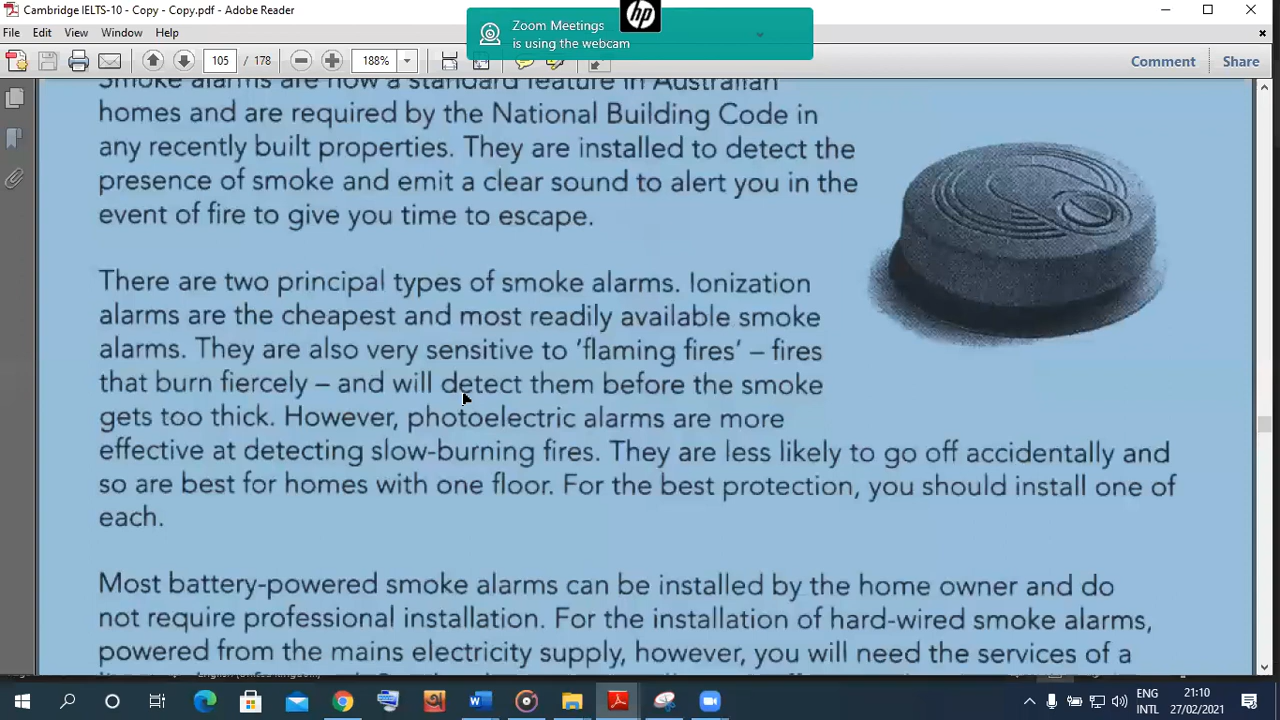 Cambridge IELTS-10 - Copy - Copy.pdf - Adobe Reader
Zoom Meetings
is using the webcam
hp
File Edit View Window Help
105 / 178
188%
Comment Share
Smoke alarms are now a standard feature in Australian
homes and are required by the National Building Code in
any recently built properties. They are installed to detect the
presence of smoke and emit a clear sound to alert you in the
event of fire to give you time to escape.
There are two principal types of smoke alarms. Ionization
alarms are the cheapest and most readily available smoke
alarms. They are also very sensitive to ‘flaming fires’ – fires
that burn fiercely – and will detect them before the smoke
gets too thick. However, photoelectric alarms are more
effective at detecting slow-burning fires. They are less likely to go off accidentally and
so are best for homes with one floor. For the best protection, you should install one of
each.
Most battery-powered smoke alarms can be installed by the home owner and do
not require professional installation. For the installation of hard-wired smoke alarms,
powered from the mains electricity supply, however, you will need the services of a
ENG
INTL
21:10
27/02/2021